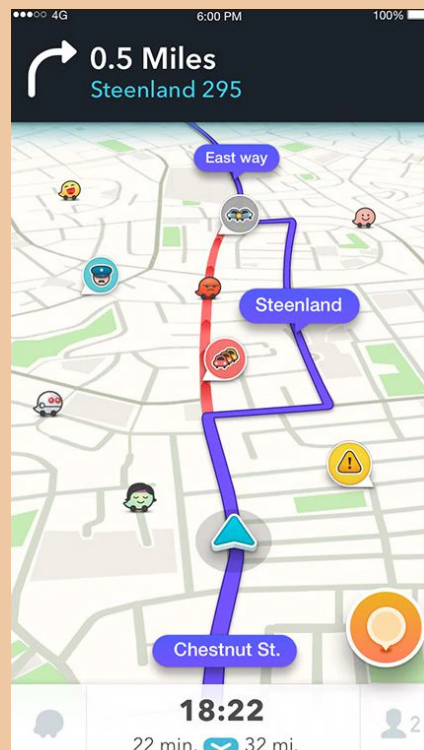 4G 6:00 PM 100%
0.5 Miles
Steenland 295
East way
Steenland
Chestnut St.
18:22
22 min. 32 mi.
2